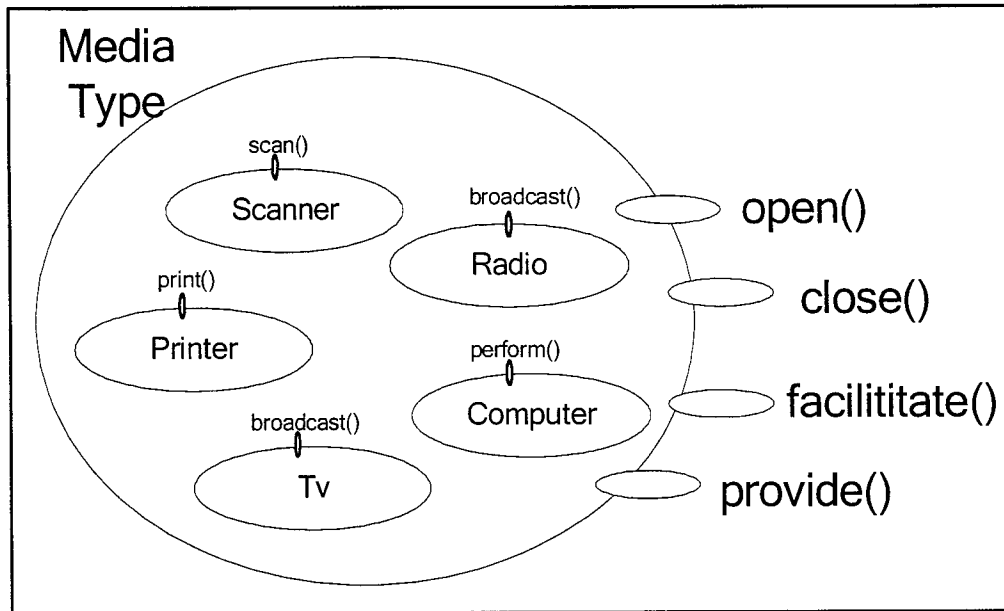 Media
Type
scan()
Scanner
broadcast()
Radio
open()
print()
Printer
close()
perform()
Computer
facilititate()
broadcast()
Tv
provide()